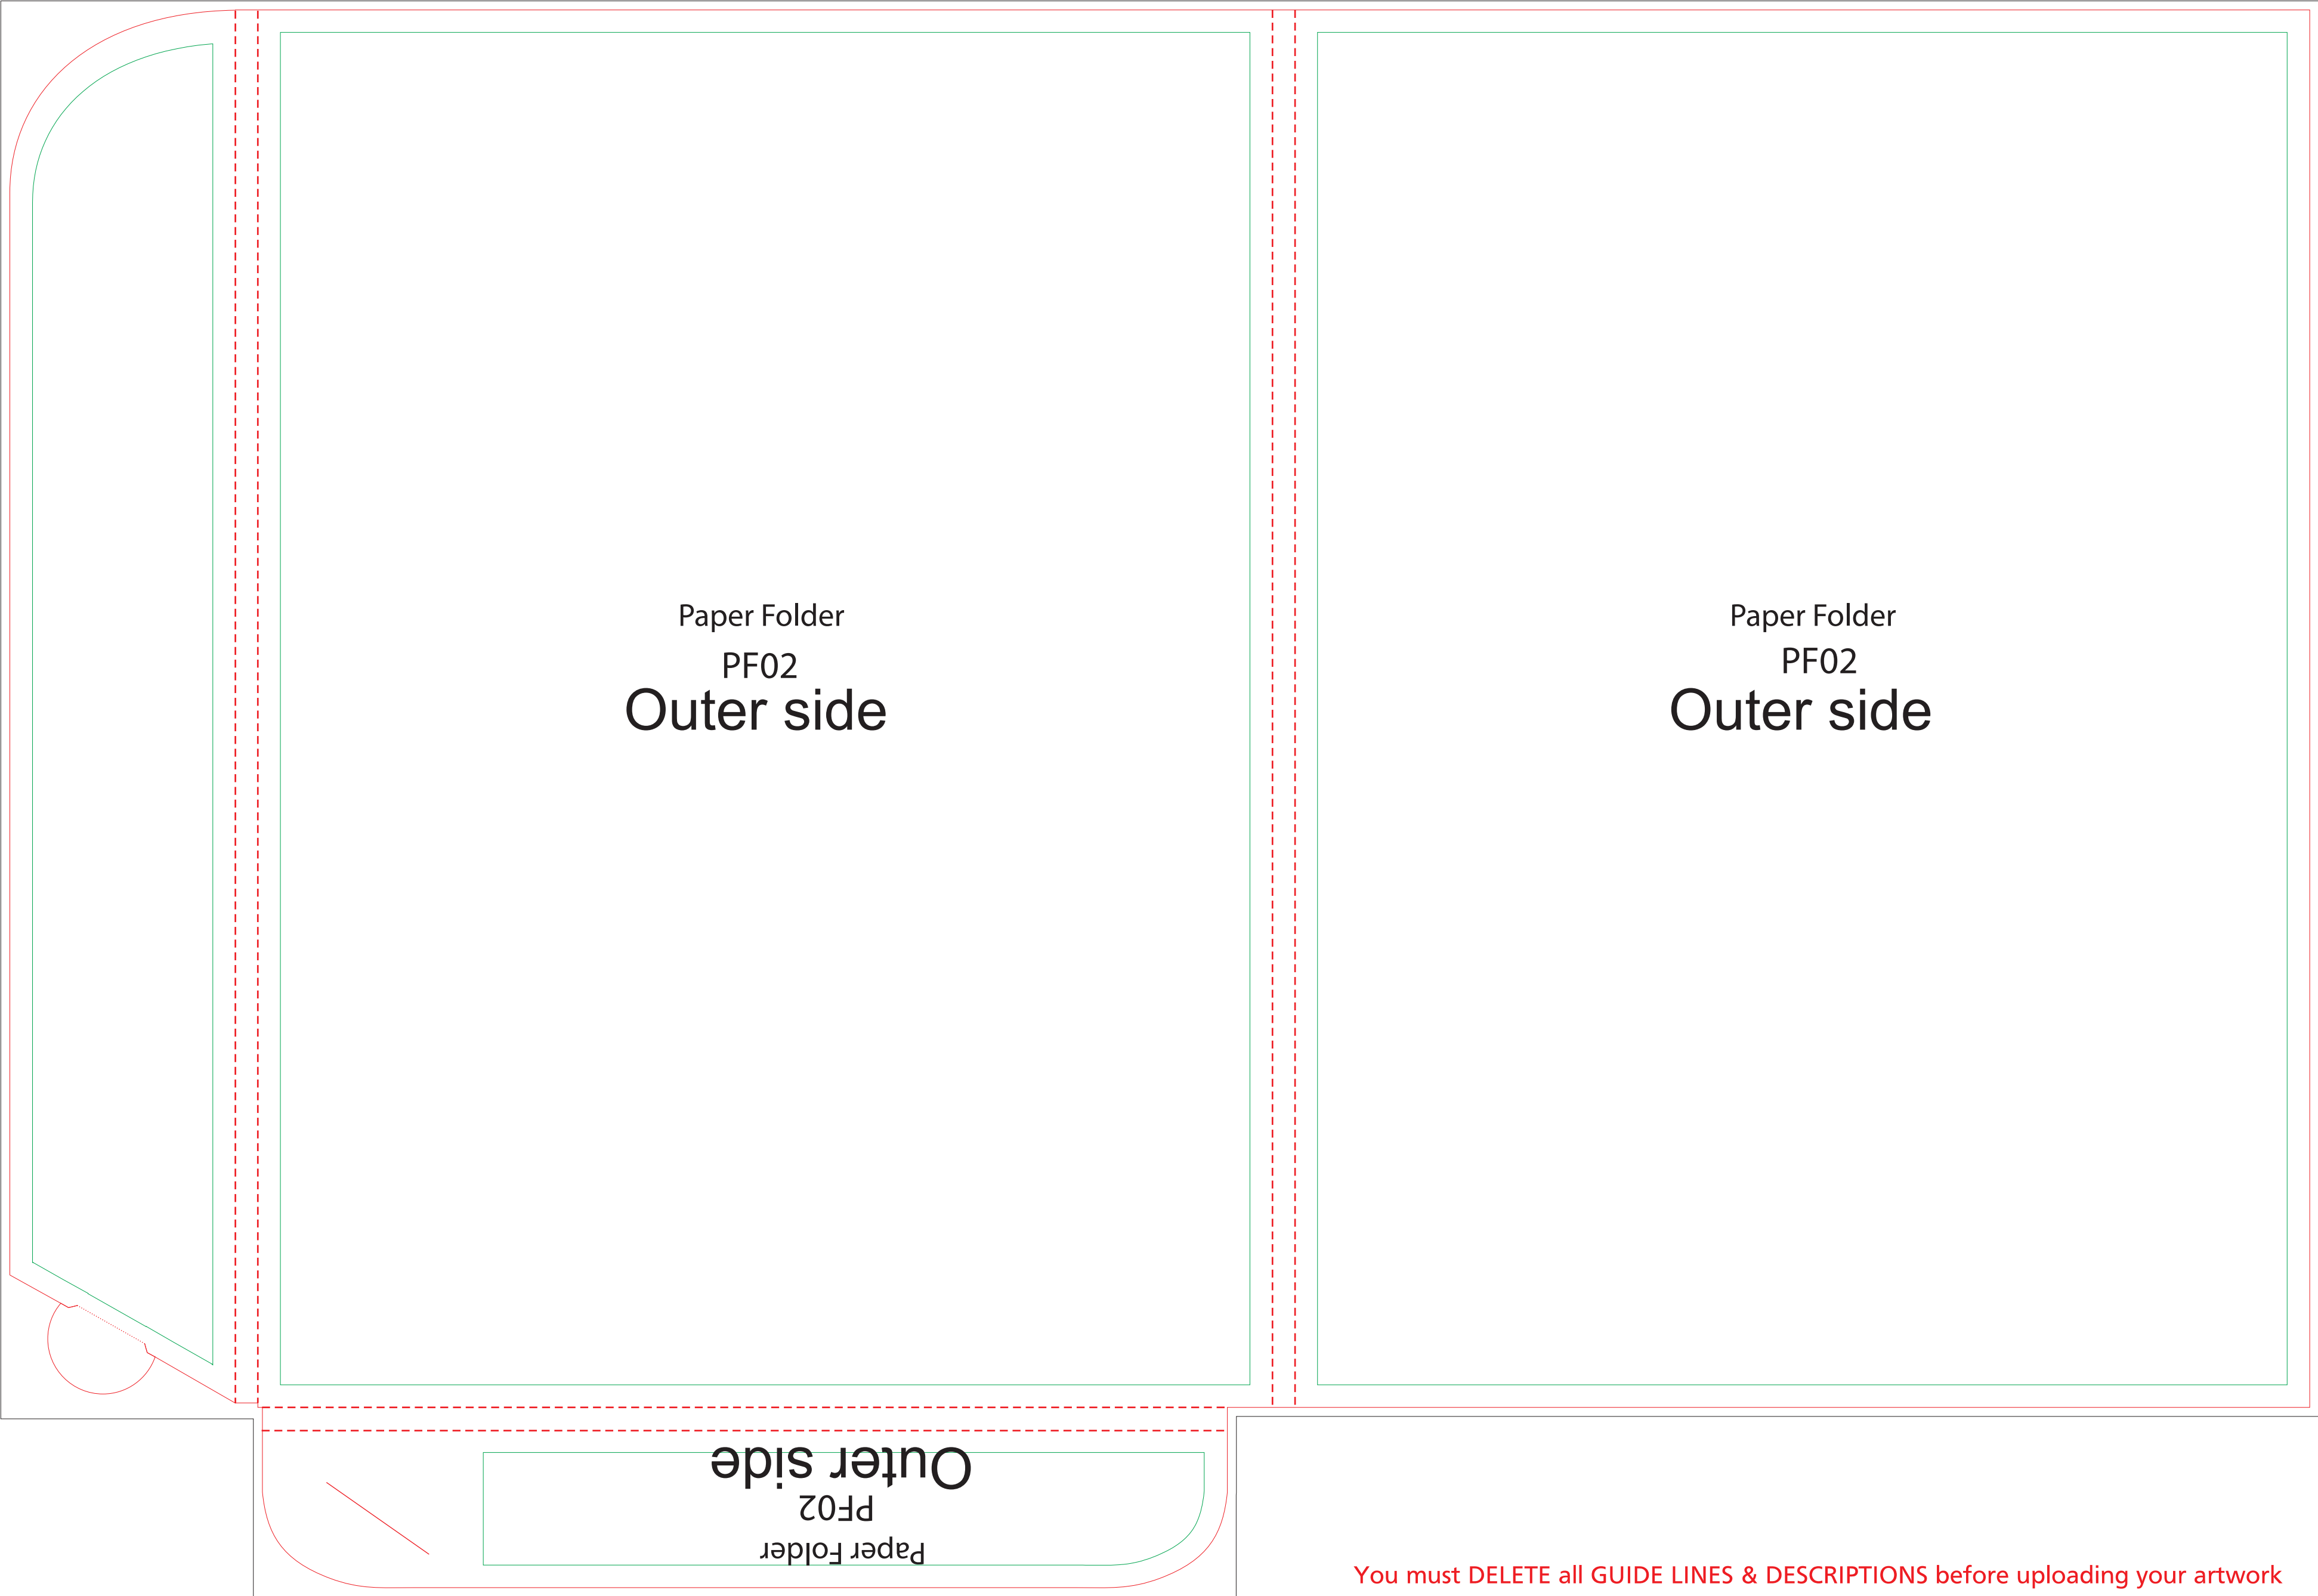 Paper Folder
PF02
Outer side
Paper Folder
PF02
Outer side
Paper Folder
PF02
Outer side
You must DELETE all GUIDE LINES & DESCRIPTIONS before uploading your artwork